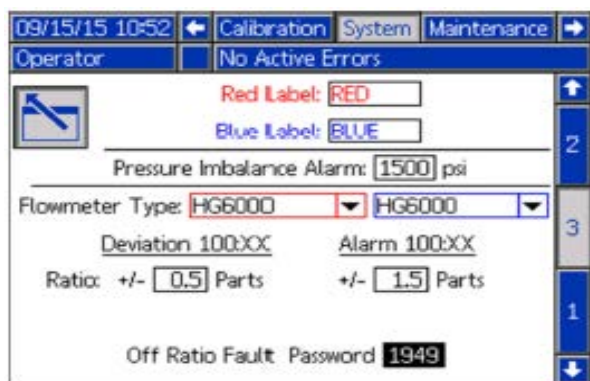 09/15/15 10:52 Calibration System Maintenance
Operator No Active Errors
Red Label: RED
Blue Label: BLUE
2
Pressure Imbalance Alarm: 1500 psi
Flowmeter Type: HG6000 HG6000
3
Deviation 100:XX Alarm 100:XX
Ratio: +/- 0.5 Parts +/- 1.5 Parts
1
Off Ratio Fault Password 1949